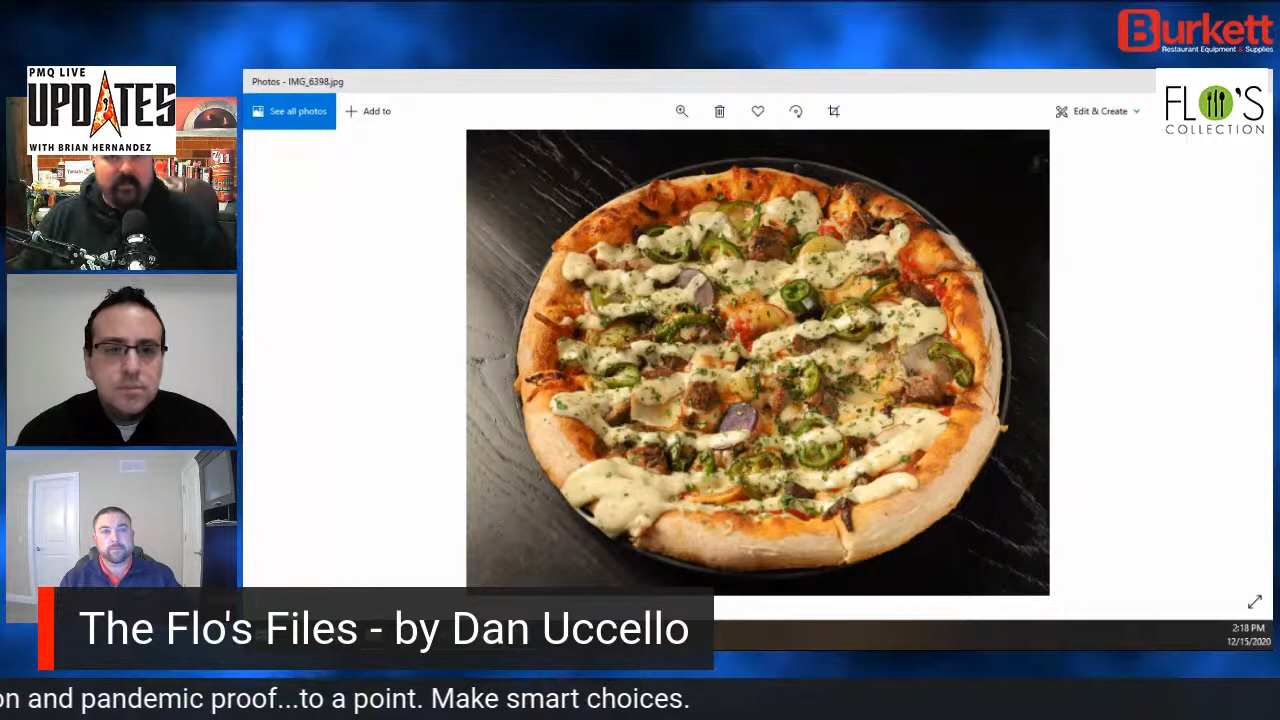 PMQ LIVE
UPDATES
WITH BRIAN HERNANDEZ
Burkett
Restaurant Equipment & Supplies
FLO'S
COLLECTION
Photos - IMG_6398.jpg
See all photos
Add to
Edit & Create
The Flo's Files - by Dan Uccello
2:18 PM
12/15/2020
on and pandemic proof...to a point. Make smart choices.